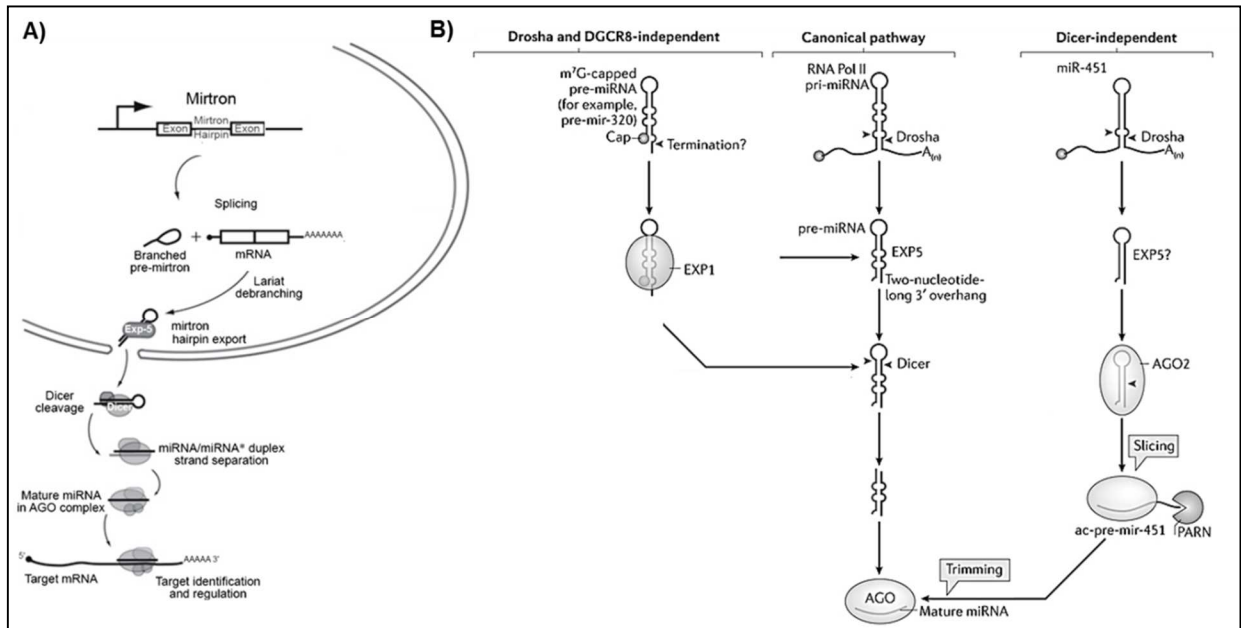 A)
Mirtron
Exon
Mirtron
Hairpin
Exon
Splicing
+
AAAAAAA
Branched
pre-mirtron
mRNA
Lariat
debranching
Exp-5
mirtron
hairpin export
Dicer
cleavage
Dicer
miRNA/miRNA* duplex
strand separation
Mature miRNA
in AGO complex
5'
AAAAA 3'
Target mRNA
Target identification
and regulation
B)
Drosha and DGCR8-independent
m⁷G-capped
pre-miRNA
(for example,
pre-mir-320)
Cap
Termination?
EXP1
Canonical pathway
RNA Pol II
pri-miRNA
Drosha
A(n)
pre-miRNA
EXP5
Two-nucleotide-
long 3′ overhang
Dicer
AGO
Mature miRNA
Dicer-independent
miR-451
Drosha
A(n)
EXP5?
AGO2
Slicing
ac-pre-mir-451
PARN
Trimming